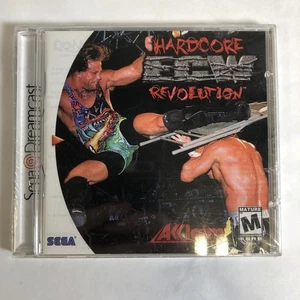 HARDCORE
ECW
REVOLUTION
Sega Dreamcast
SEGA
AKklaim
MATURE
M